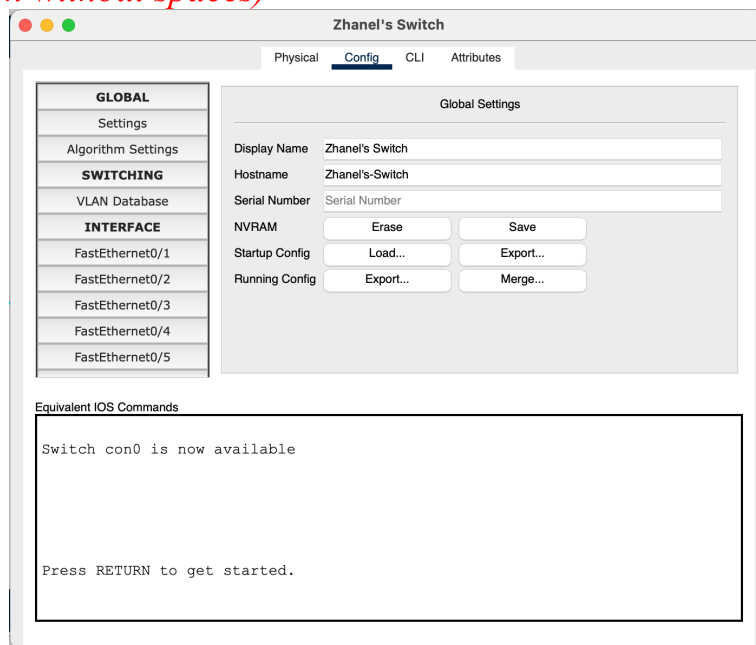 without spaces)
Zhanel's Switch
Physical Config CLI Attributes
GLOBAL
Settings
Algorithm Settings
SWITCHING
VLAN Database
INTERFACE
FastEthernet0/1
FastEthernet0/2
FastEthernet0/3
FastEthernet0/4
FastEthernet0/5
Global Settings
Display Name Zhanel's Switch
Hostname Zhanel's-Switch
Serial Number Serial Number
NVRAM Erase Save
Startup Config Load... Export...
Running Config Export... Merge...
Equivalent IOS Commands
Switch con0 is now available
Press RETURN to get started.